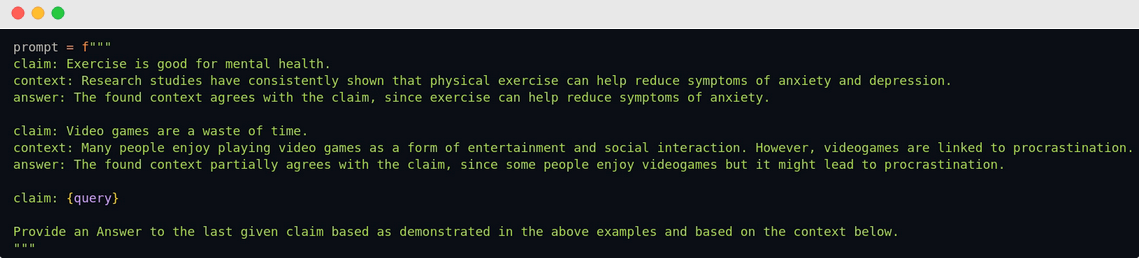 prompt = f"""
claim: Exercise is good for mental health.
context: Research studies have consistently shown that physical exercise can help reduce symptoms of anxiety and depression.
answer: The found context agrees with the claim, since exercise can help reduce symptoms of anxiety.
claim: Video games are a waste of time.
context: Many people enjoy playing video games as a form of entertainment and social interaction. However, videogames are linked to procrastination.
answer: The found context partially agrees with the claim, since some people enjoy videogames but it might lead to procrastination.
claim: {query}
Provide an Answer to the last given claim based as demonstrated in the above examples and based on the context below.
"""